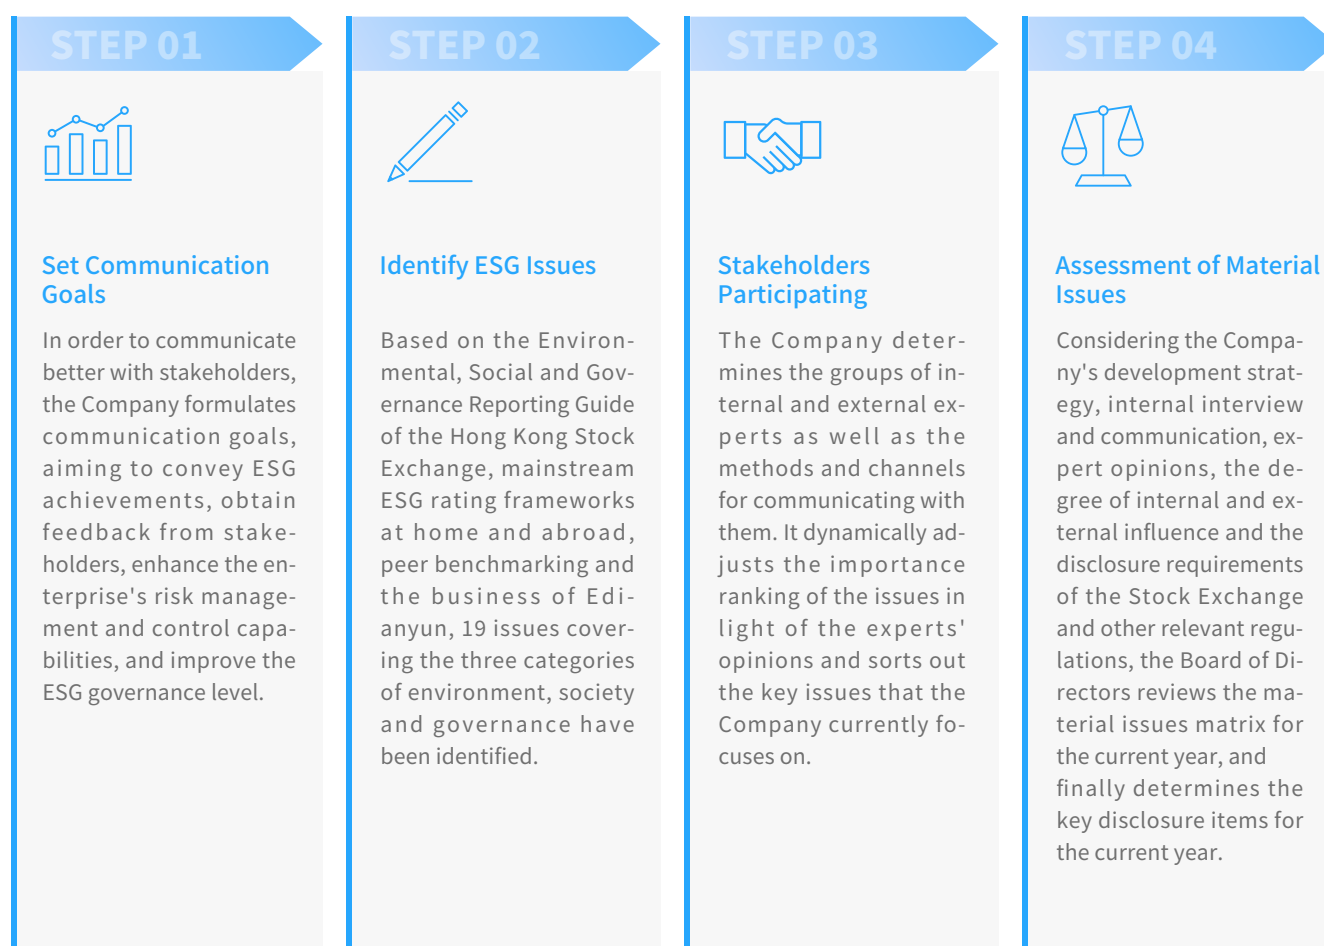 STEP 01
Set Communication
Goals
In order to communicate
better with stakeholders,
the Company formulates
communication goals,
aiming to convey ESG
achievements, obtain
feedback from stake-
holders, enhance the en-
terprise's risk manage-
ment and control capa-
bilities, and improve the
ESG governance level.
STEP 02
Identify ESG Issues
Based on the Environ-
mental, Social and Gov-
ernance Reporting Guide
of the Hong Kong Stock
Exchange, mainstream
ESG rating frameworks
at home and abroad,
peer benchmarking and
the business of Edi-
anyun, 19 issues cover-
ing the three categories
of environment, society
and governance have
been identified.
STEP 03
Stakeholders
Participating
The Company deter-
mines the groups of in-
ternal and external ex-
perts as well as the
methods and channels
for communicating with
them. It dynamically ad-
justs the importance
ranking of the issues in
light of the experts'
opinions and sorts out
the key issues that the
Company currently fo-
cuses on.
STEP 04
Assessment of Material
Issues
Considering the Compa-
ny's development strat-
egy, internal interview
and communication, ex-
pert opinions, the de-
gree of internal and ex-
ternal influence and the
disclosure requirements
of the Stock Exchange
and other relevant regu-
lations, the Board of Di-
rectors reviews the ma-
terial issues matrix for
the current year, and
finally determines the
key disclosure items for
the current year.